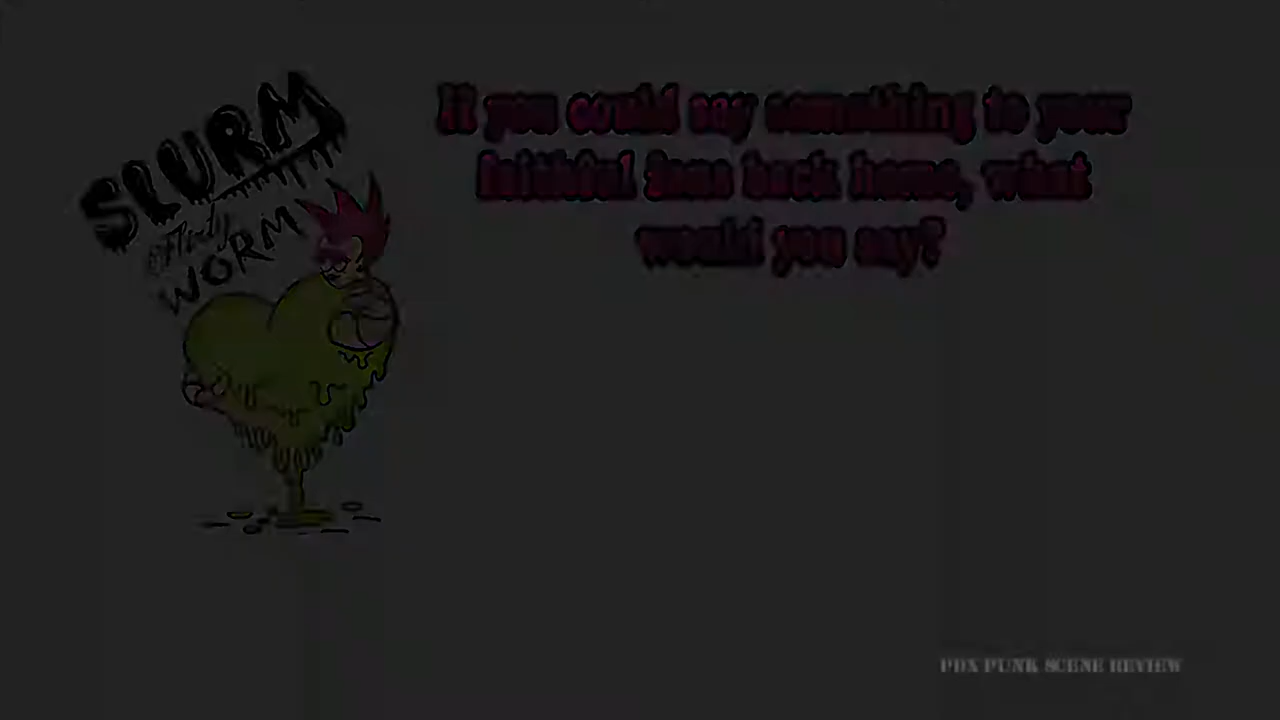 SLURM
And
WORM
If you could say something to your
faithful fans back home, what
would you say?
PDX PUNK SCENE REVIEW